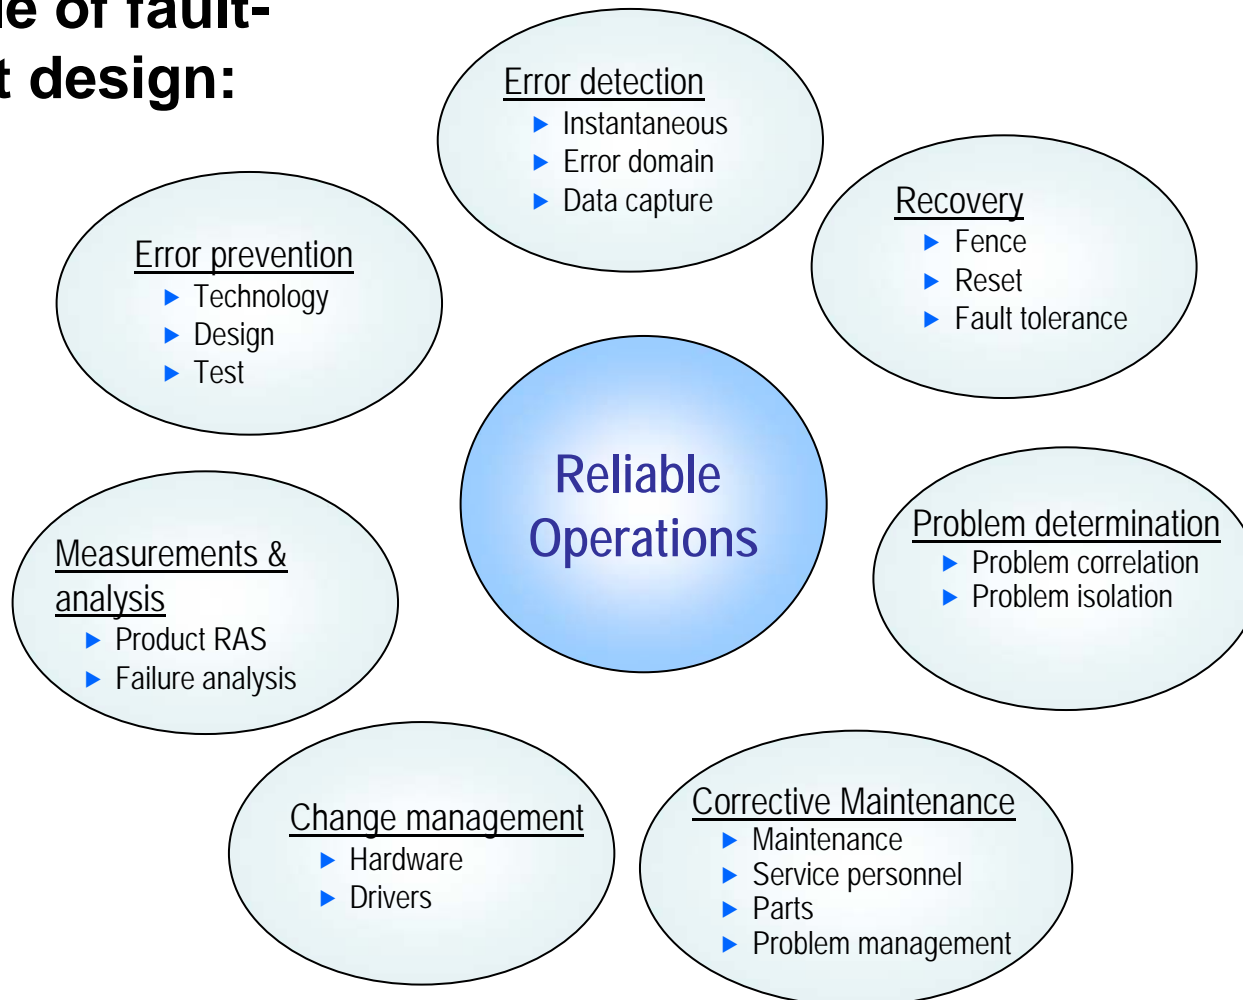 le of fault-
t design:
Error detection
Instantaneous
Error domain
Data capture
Recovery
Fence
Reset
Fault tolerance
Error prevention
Technology
Design
Test
Reliable
Operations
Problem determination
Problem correlation
Problem isolation
Measurements &
analysis
Product RAS
Failure analysis
Change management
Hardware
Drivers
Corrective Maintenance
Maintenance
Service personnel
Parts
Problem management